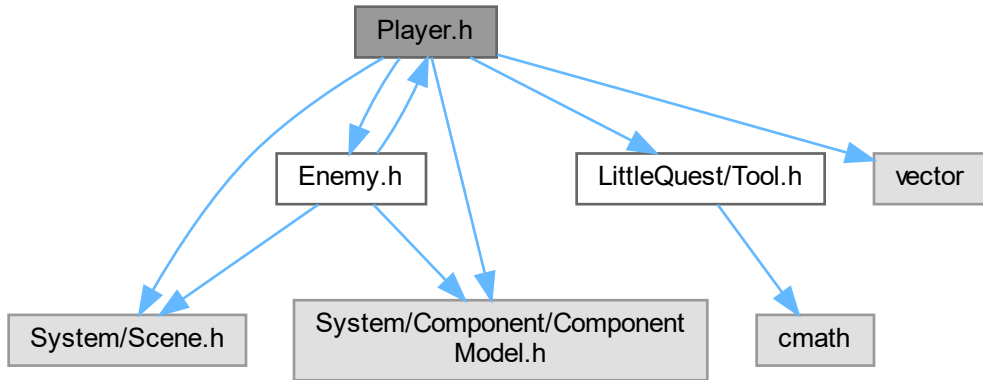 Player.h
Enemy.h
LittleQuest/Tool.h
vector
System/Scene.h
System/Component/Component
Model.h
cmath